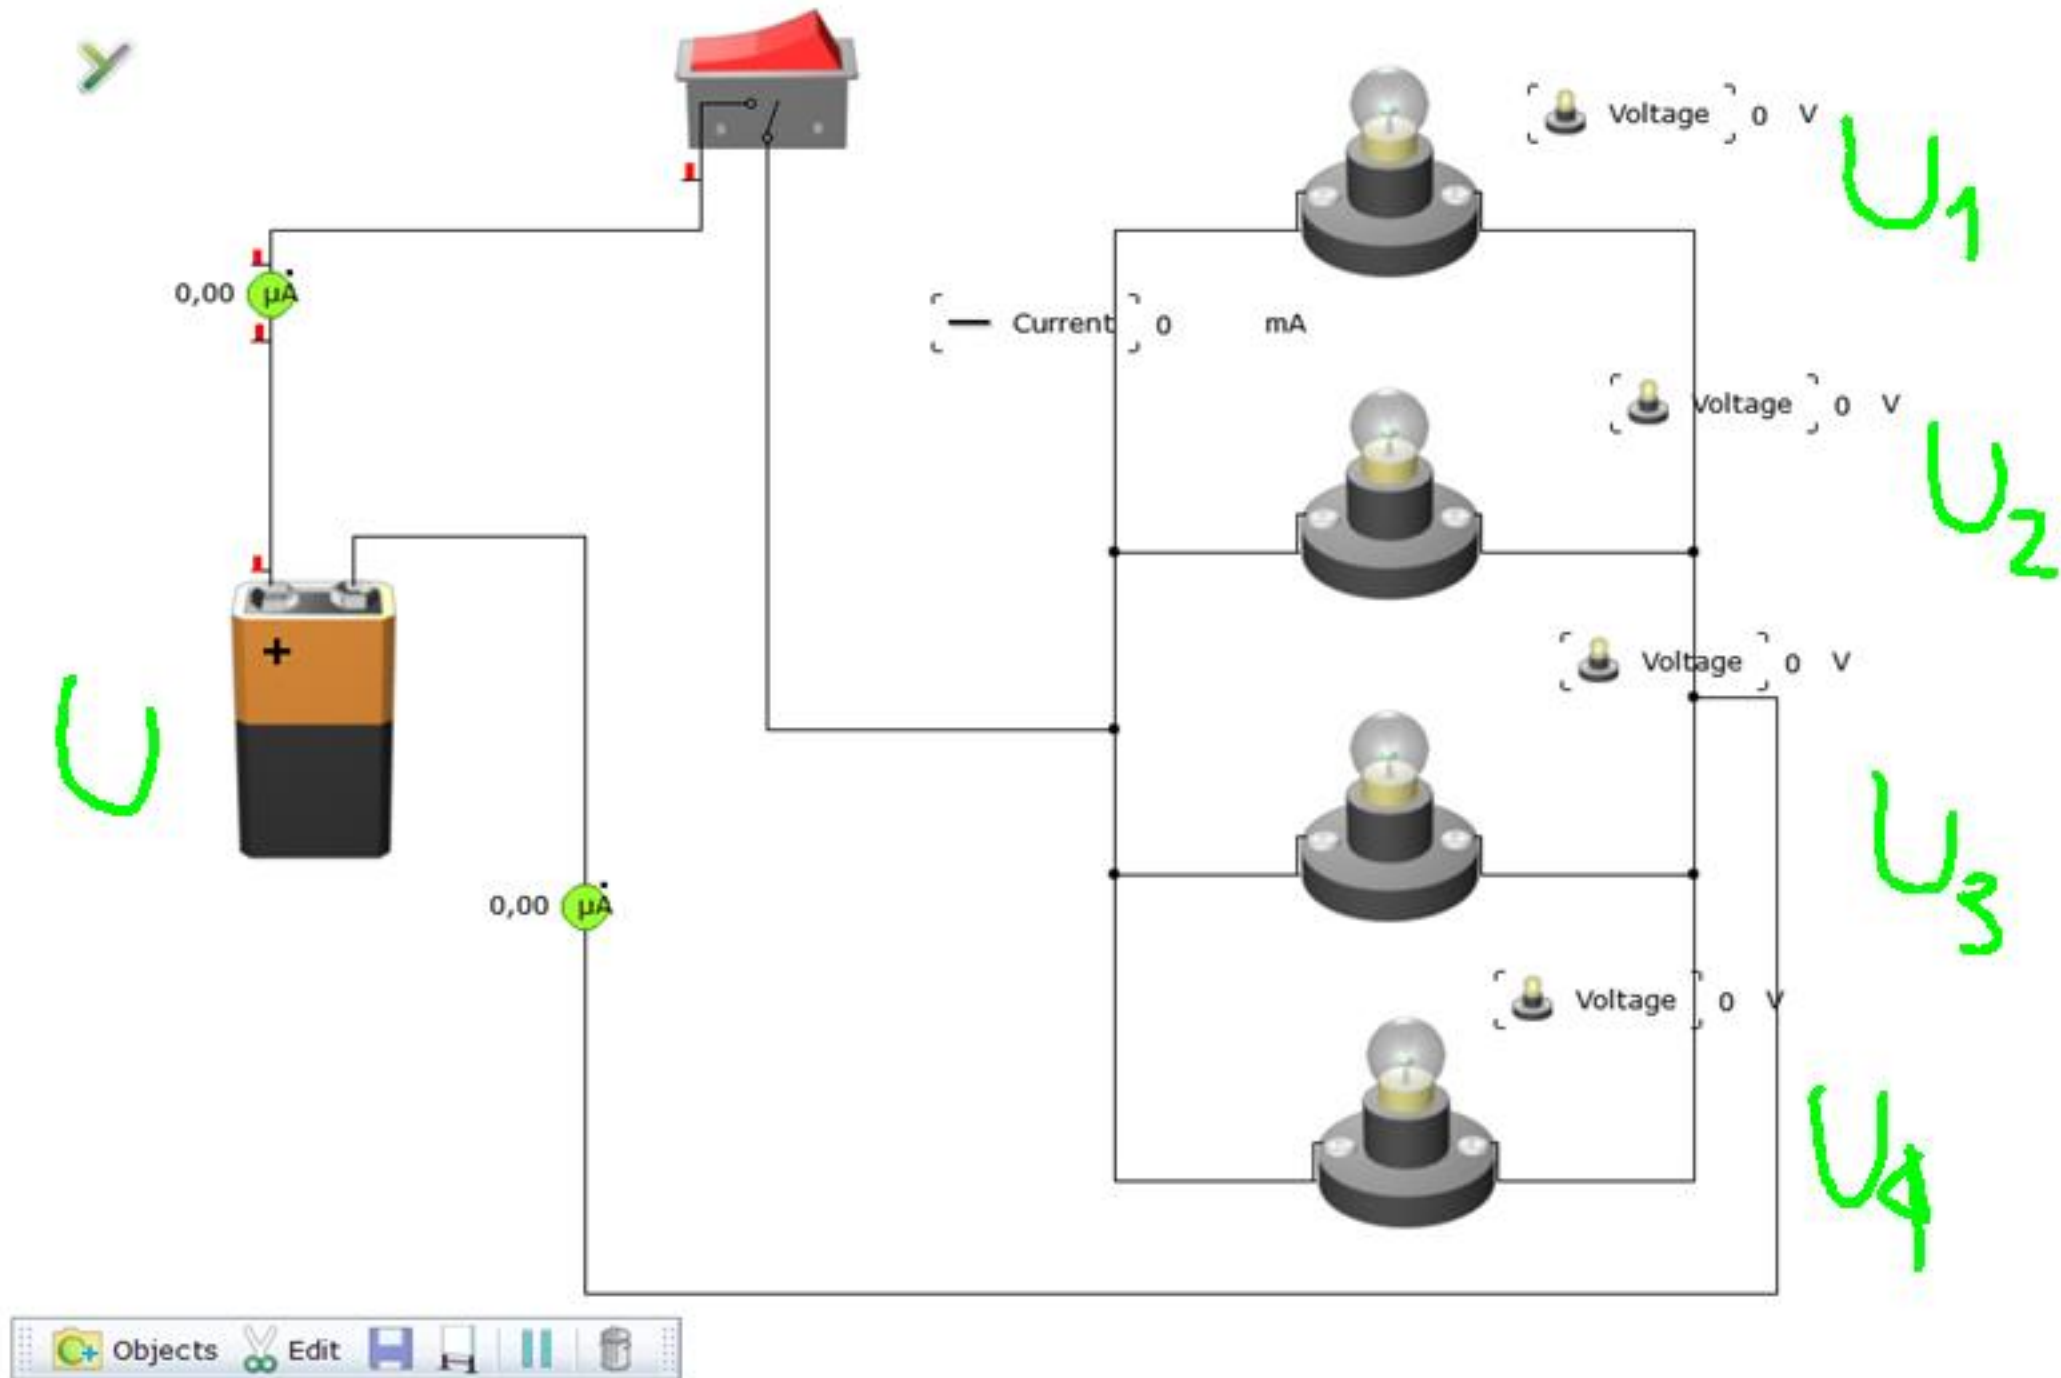 Voltage 0 V
U1
0,00 µA
Current 0 mA
Voltage 0 V
U2
Voltage 0 V
+
U
U3
0,00 µA
Voltage 0 V
U4
Objects Edit